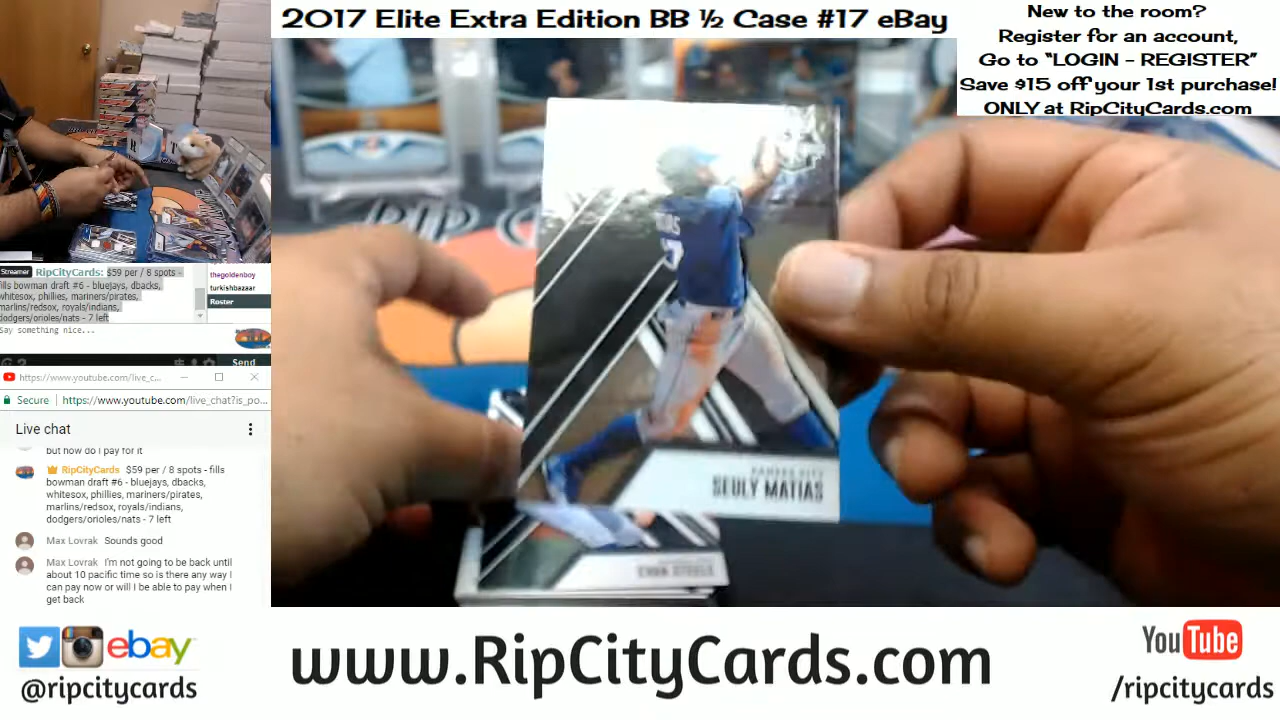 2017 Elite Extra Edition BB ½ Case #17 eBay
New to the room?
Register for an account,
Go to "LOGIN - REGISTER"
Save $15 off your 1st purchase!
ONLY at RipCityCards.com
Streamer RipCityCards: $59 per / 8 spots -
fills bowman draft #6 - bluejays, dbacks,
whitesox, phillies, mariners/pirates,
marlins/redsox, royals/indians,
dodgers/orioles/nats - 7 left
thegoldenboy
turkishbazaar
Roster
Say something nice...
Send
https://www.youtube.com/live_c...
Secure https://www.youtube.com/live_chat?is_po...
Live chat
but how do I pay for it
RipCityCards $59 per / 8 spots - fills
bowman draft #6 - bluejays, dbacks,
whitesox, phillies, mariners/pirates,
marlins/redsox, royals/indians,
dodgers/orioles/nats - 7 left
Max Lovrak Sounds good
Max Lovrak I'm not going to be back until
about 10 pacific time so is there any way I
can pay now or will I be able to pay when I
get back
RIP C
KANSAS CITY
SEULY MATIAS
ebay
@ripcitycards
www.RipCityCards.com
YouTube
/ripcitycards